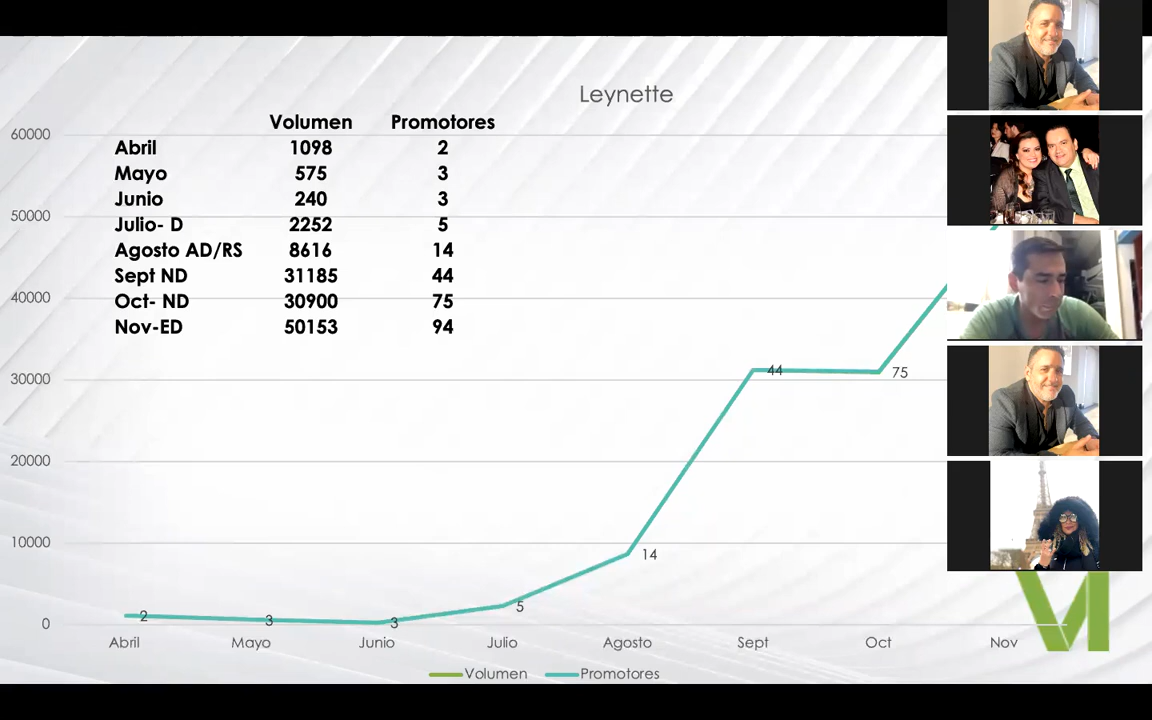 Leynette
Volumen Promotores
Abril 1098 2
Mayo 575 3
Junio 240 3
Julio- D 2252 5
Agosto AD/RS 8616 14
Sept ND 31185 44
Oct- ND 30900 75
Nov-ED 50153 94
60000
50000
40000
30000
20000
10000
0
2 3 3 5 14 44 75
Abril Mayo Junio Julio Agosto Sept Oct Nov
Volumen Promotores